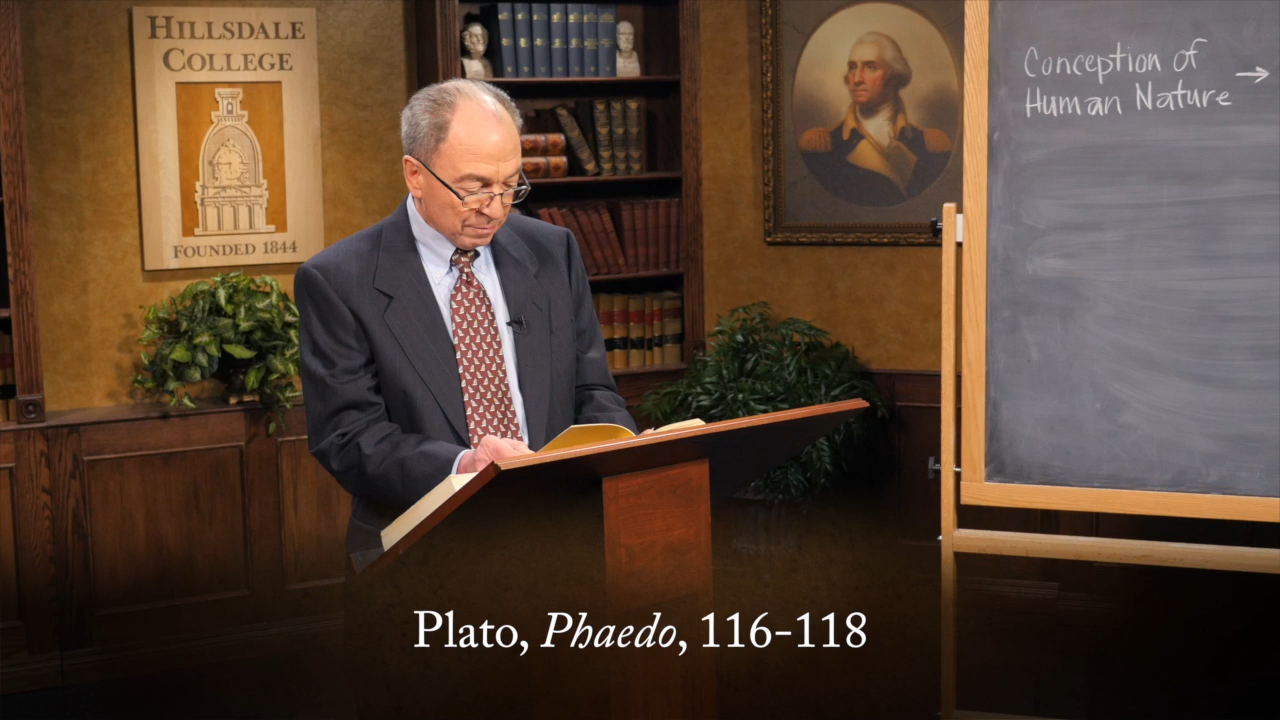 HILLSDALE
COLLEGE
FOUNDED 1844
Conception of →
Human Nature
Plato, Phaedo, 116-118